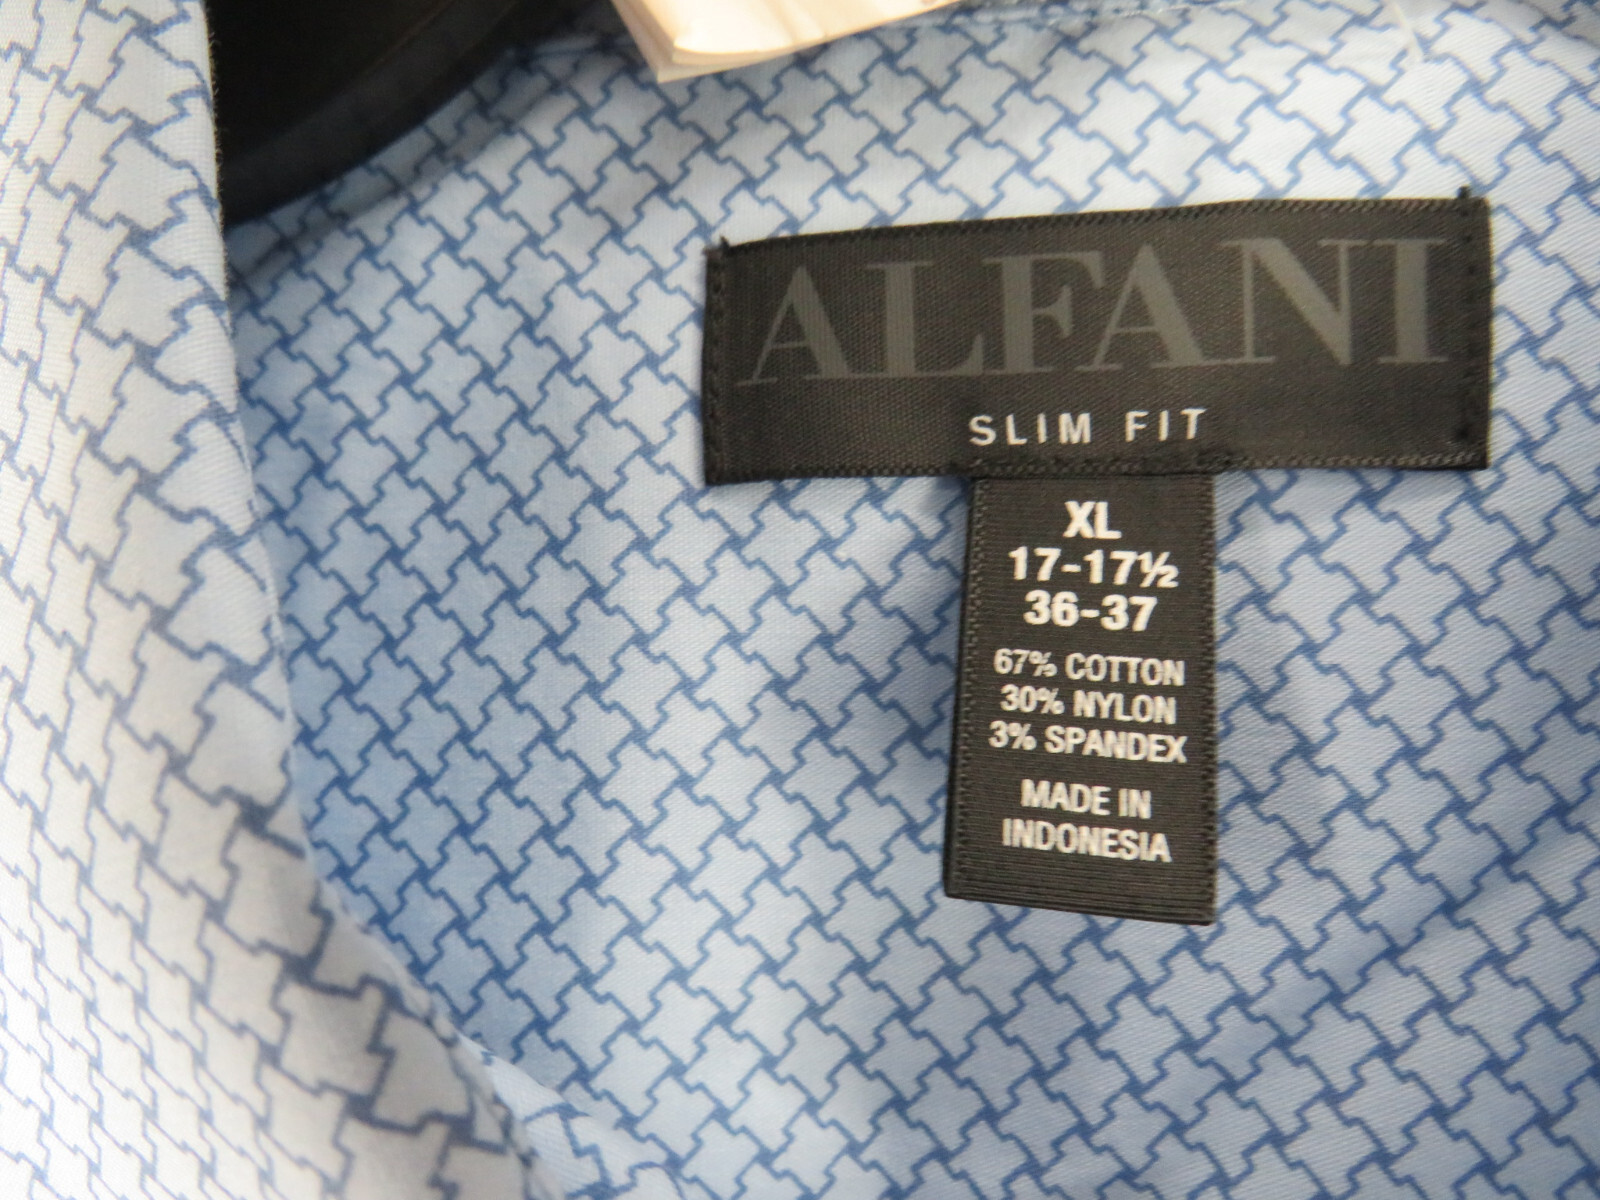 ALFANI
SLIM FIT
XL
17-17½
36-37
67% COTTON
30% NYLON
3% SPANDEX
MADE IN
INDONESIA